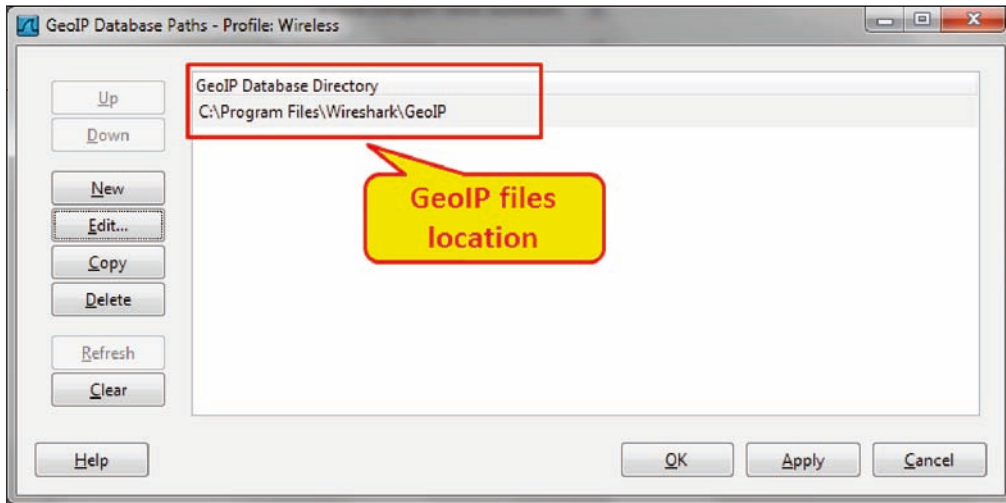 GeoIP Database Paths - Profile: Wireless
Up
Down
New
Edit...
Copy
Delete
Refresh
Clear
GeoIP Database Directory
C:\Program Files\Wireshark\GeoIP
GeoIP files
location
Help
OK
Apply
Cancel